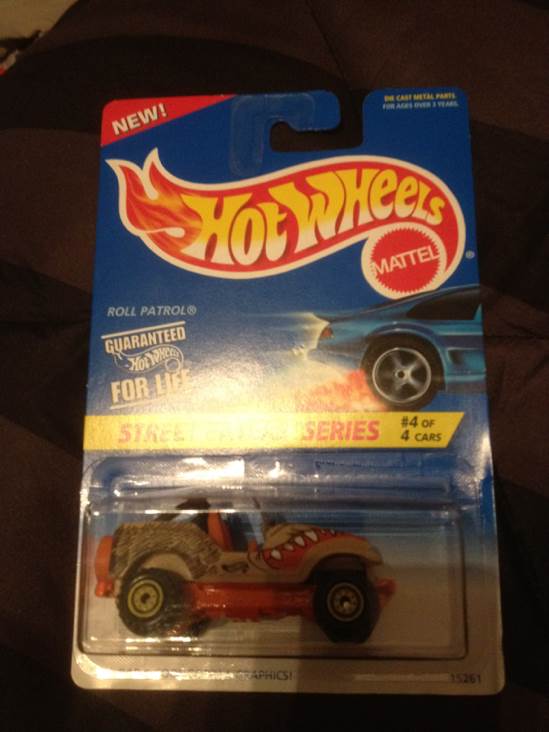 NEW!
DIE CAST METAL PARTS
FOR AGES OVER 3 YEARS.
HOT WHEELS
MATTEL ®
ROLL PATROL®
GUARANTEED
HOT WHEELS
FOR LIFE
SERIES
#4 OF
4 CARS
GRAPHICS!
15261